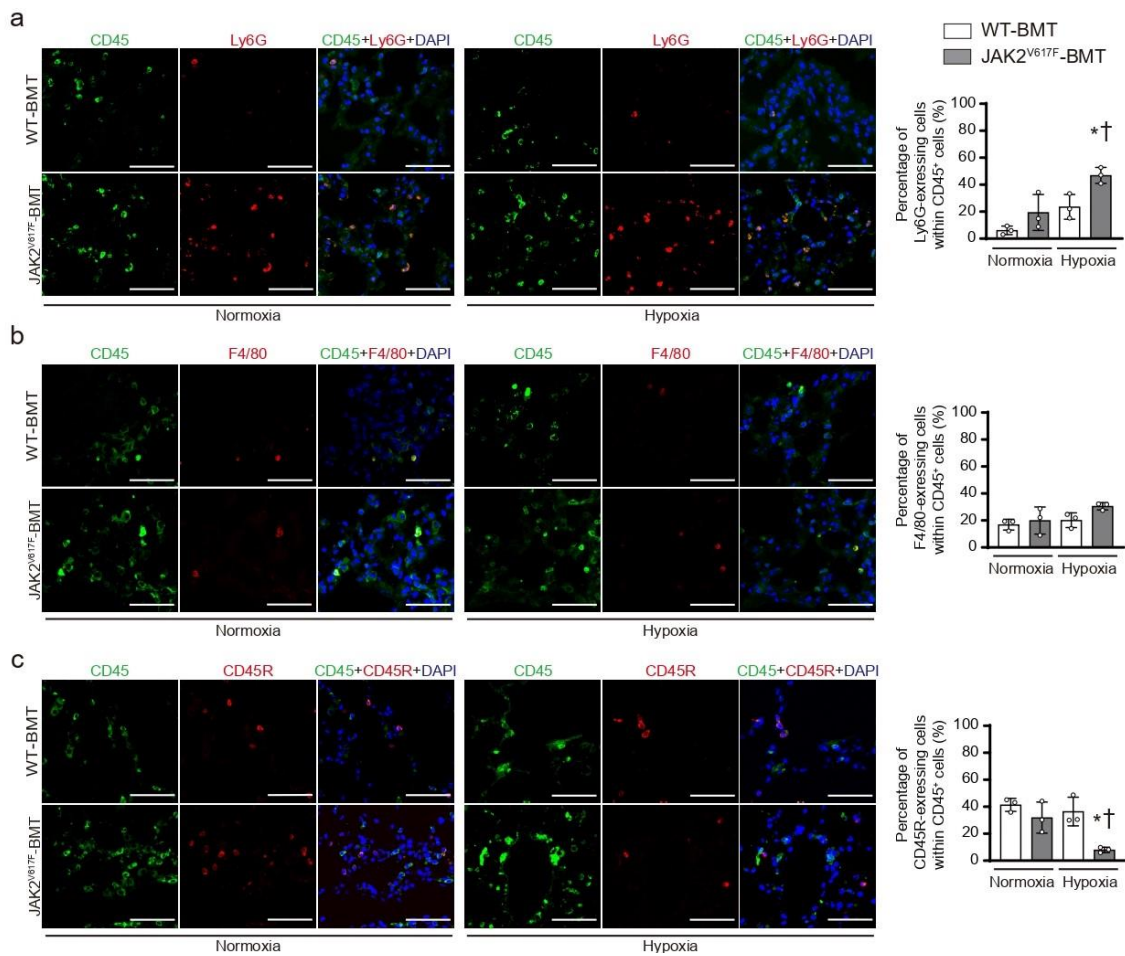 a
CD45 Ly6G CD45+Ly6G+DAPI CD45 Ly6G CD45+Ly6G+DAPI
WT-BMT
JAK2V617F-BMT
Normoxia Hypoxia
WT-BMT
JAK2V617F-BMT
Percentage of
Ly6G-exressing cells
within CD45+ cells (%)
100
80
60
40
20
0
*†
Normoxia Hypoxia
b
CD45 F4/80 CD45+F4/80+DAPI CD45 F4/80 CD45+F4/80+DAPI
WT-BMT
JAK2V617F-BMT
Normoxia Hypoxia
Percentage of
F4/80-exressing cells
within CD45+ cells (%)
100
80
60
40
20
0
Normoxia Hypoxia
c
CD45 CD45R CD45+CD45R+DAPI CD45 CD45R CD45+CD45R+DAPI
WT-BMT
JAK2V617F-BMT
Normoxia Hypoxia
Percentage of
CD45R-exressing cells
within CD45+ cells (%)
100
80
60
40
20
0
*†
Normoxia Hypoxia